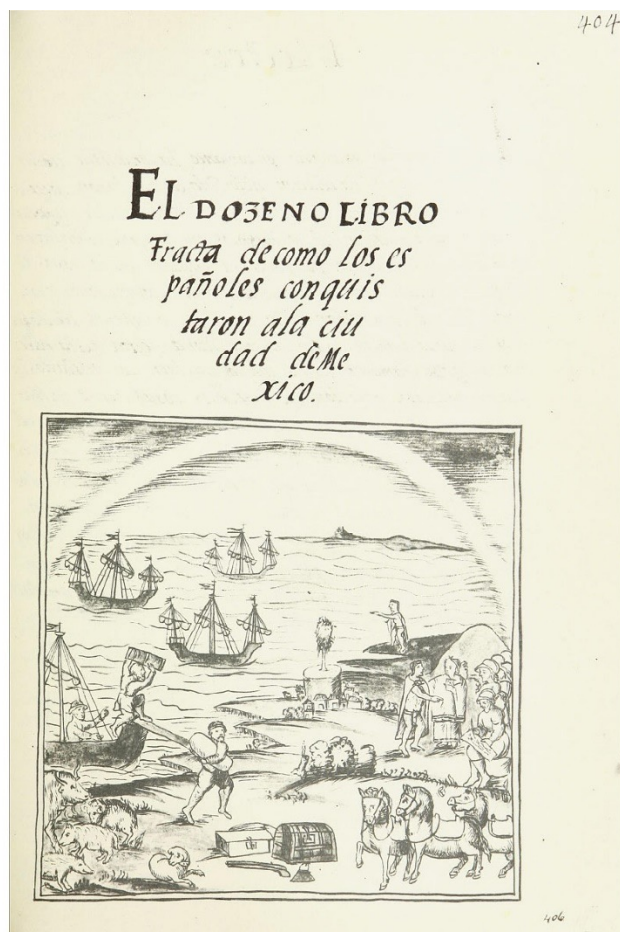 404
EL DOZENO LIBRO
Tracta de como los es
pañoles conquis
taron ala ciu
dad de Me
xico.
406